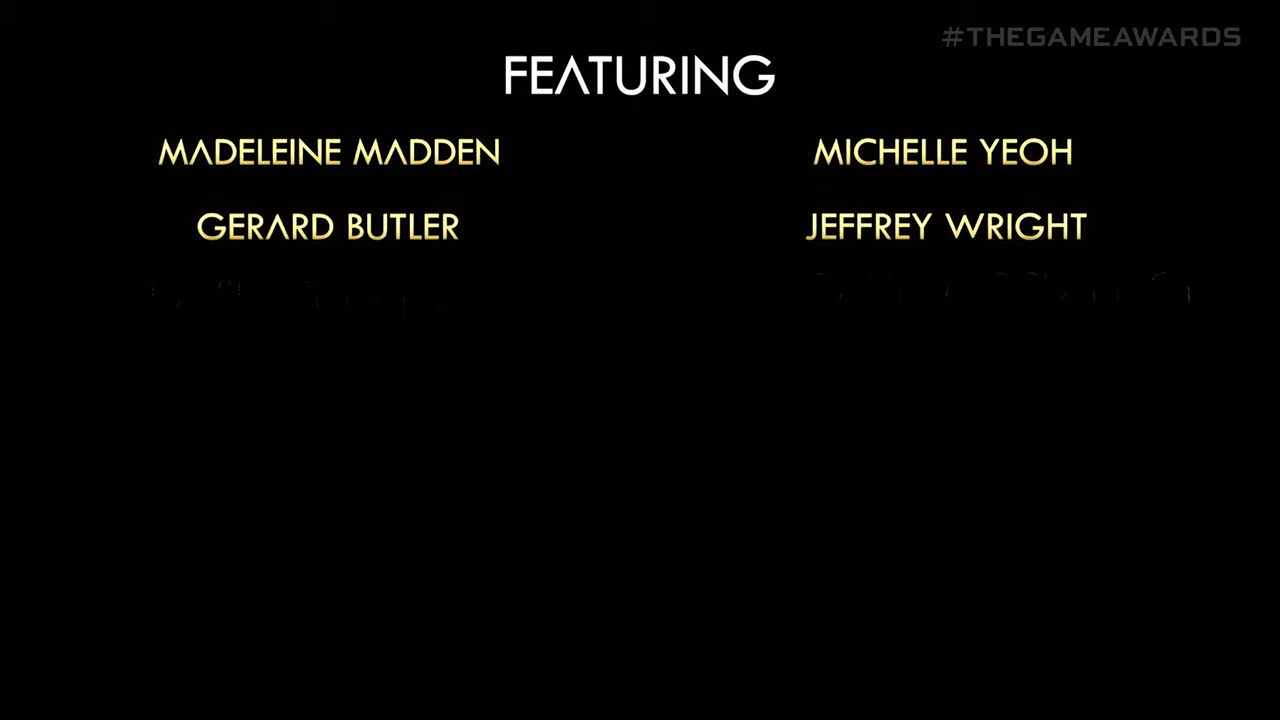 #THEGAMEAWARDS
FEATURING
MADELEINE MADDEN
MICHELLE YEOH
GERARD BUTLER
JEFFREY WRIGHT